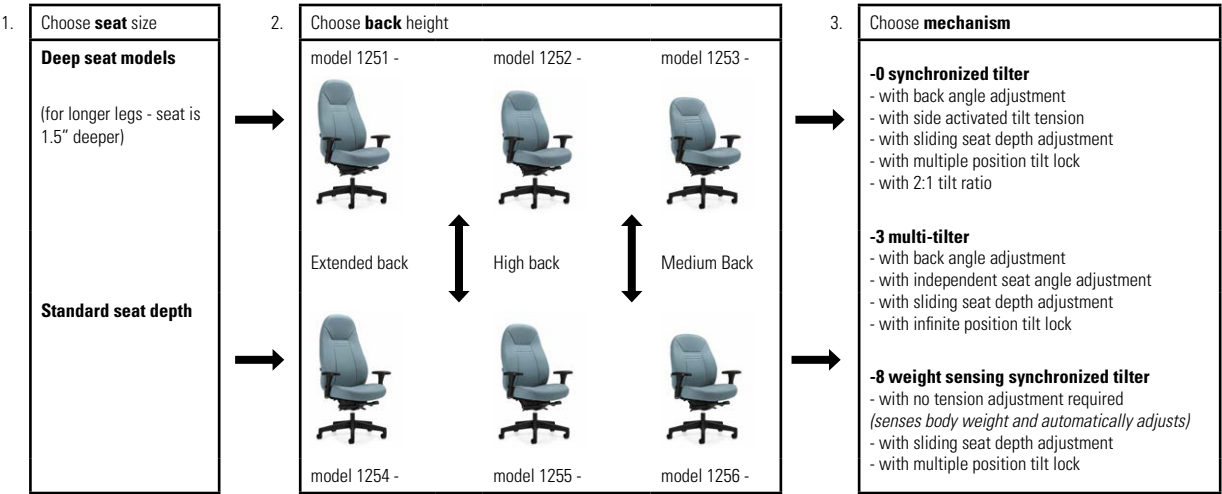 1.
Choose seat size
Deep seat models
(for longer legs - seat is
1.5" deeper)
Standard seat depth
2.
Choose back height
model 1251 -
model 1252 -
model 1253 -
Extended back
High back
Medium Back
model 1254 -
model 1255 -
model 1256 -
3.
Choose mechanism
-0 synchronized tilter
- with back angle adjustment
- with side activated tilt tension
- with sliding seat depth adjustment
- with multiple position tilt lock
- with 2:1 tilt ratio
-3 multi-tilter
- with back angle adjustment
- with independent seat angle adjustment
- with sliding seat depth adjustment
- with infinite position tilt lock
-8 weight sensing synchronized tilter
- with no tension adjustment required
(senses body weight and automatically adjusts)
- with sliding seat depth adjustment
- with multiple position tilt lock